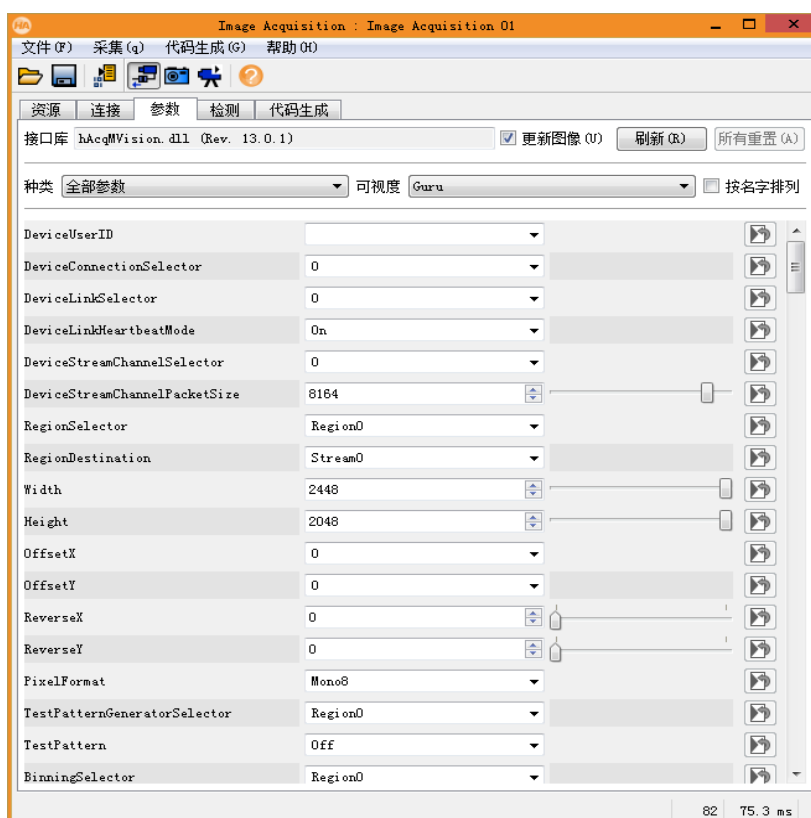 HA Image Acquisition : Image Acquisition 01
文件(F) 采集(q) 代码生成(G) 帮助(H)
资源 连接 参数 检测 代码生成
接口库 hAcqMVision.dll (Rev. 13.0.1) 更新图像(U) 刷新(R) 所有重置(A)
种类 全部参数 可视度 Guru 按名字排列
DeviceUserID
DeviceConnectionSelector 0
DeviceLinkSelector 0
DeviceLinkHeartbeatMode On
DeviceStreamChannelSelector 0
DeviceStreamChannelPacketSize 8164
RegionSelector Region0
RegionDestination Stream0
Width 2448
Height 2048
OffsetX 0
OffsetY 0
ReverseX 0
ReverseY 0
PixelFormat Mono8
TestPatternGeneratorSelector Region0
TestPattern Off
BinningSelector Region0
82 75.3 ms